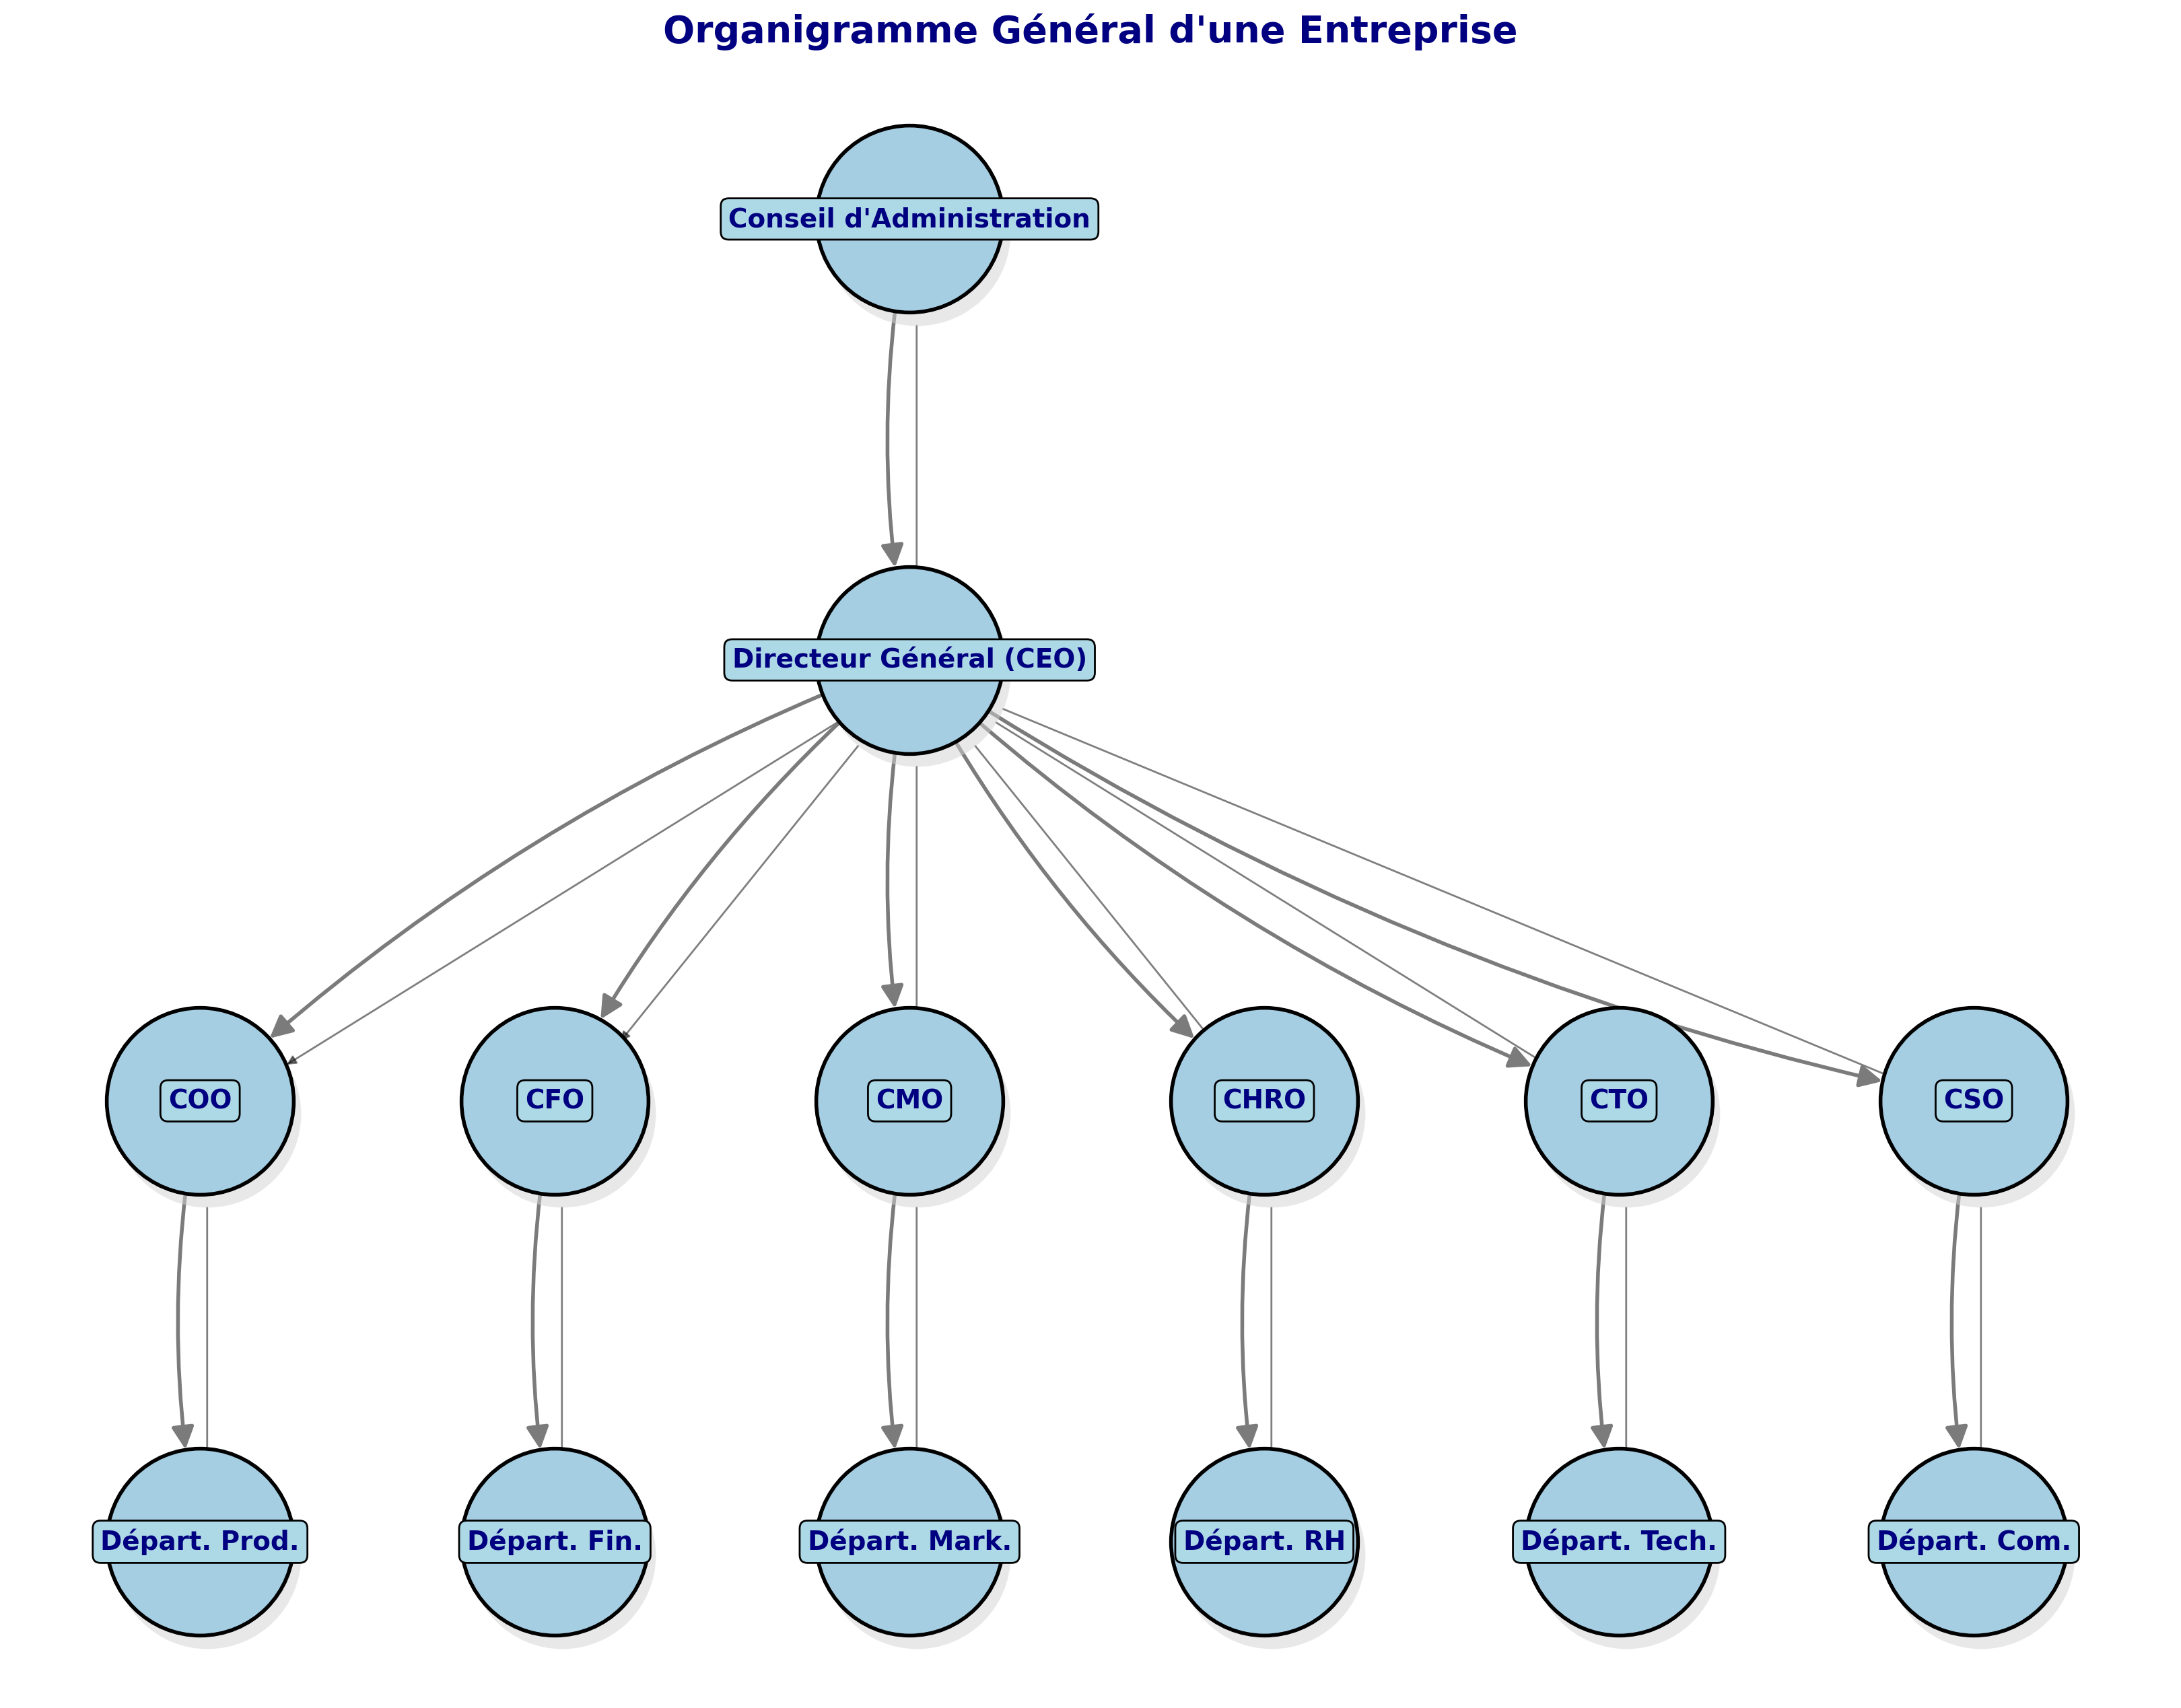 Organigramme Général d'une Entreprise
Conseil d'Administration
Directeur Général (CEO)
COO
CFO
CMO
CHRO
CTO
CSO
Départ. Prod.
Départ. Fin.
Départ. Mark.
Départ. RH
Départ. Tech.
Départ. Com.